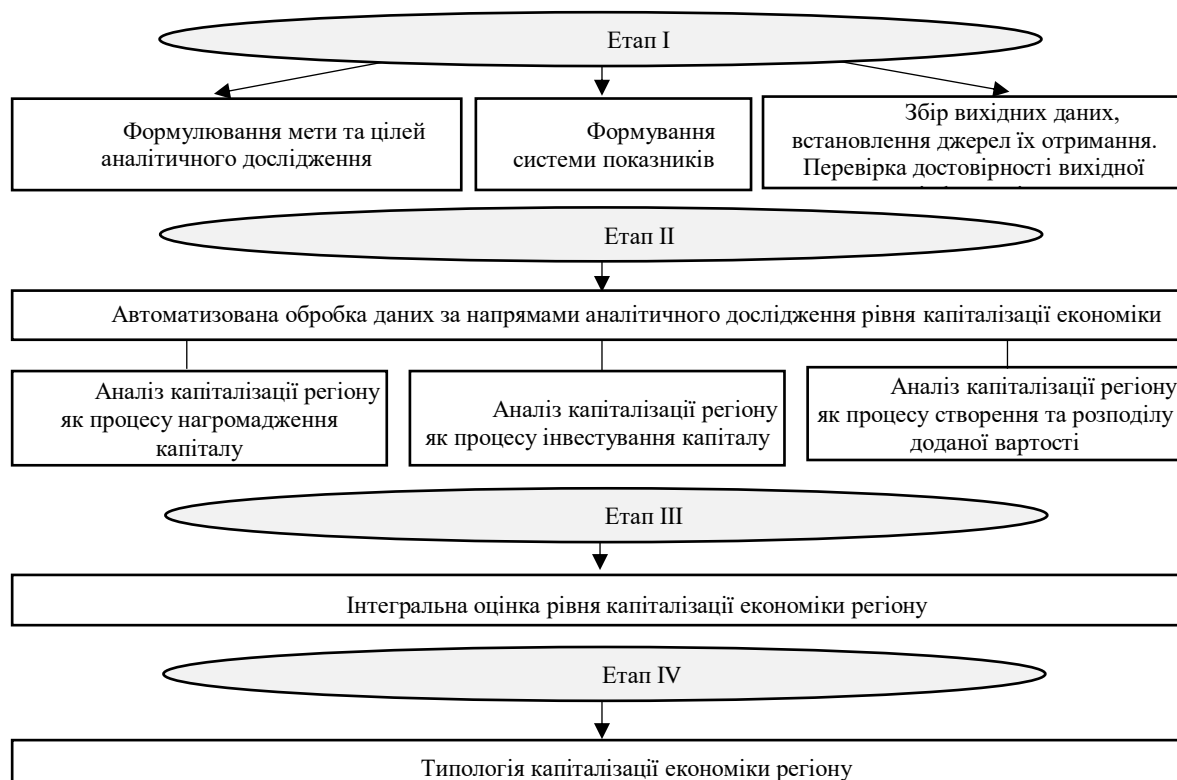 Етап І
Формулювання мети та цілей
аналітичного дослідження
Формування
системи показників
Збір вихідних даних,
встановлення джерел їх отримання.
Перевірка достовірності вихідної
Етап ІІ
Автоматизована обробка даних за напрямами аналітичного дослідження рівня капіталізації економіки
Аналіз капіталізації регіону
як процесу нагромадження
капіталу
Аналіз капіталізації регіону
як процесу інвестування капіталу
Аналіз капіталізації регіону
як процесу створення та розподілу
доданої вартості
Етап ІІІ
Інтегральна оцінка рівня капіталізації економіки регіону
Етап IV
Типологія капіталізації економіки регіону